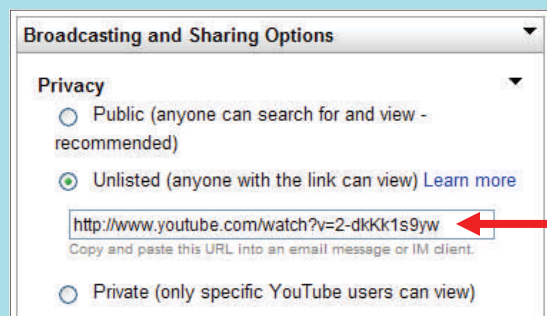 Broadcasting and Sharing Options
Privacy
Public (anyone can search for and view -
recommended)
Unlisted (anyone with the link can view) Learn more
http://www.youtube.com/watch?v=2-dkKk1s9yw
Copy and paste this URL into an email message or IM client.
Private (only specific YouTube users can view)